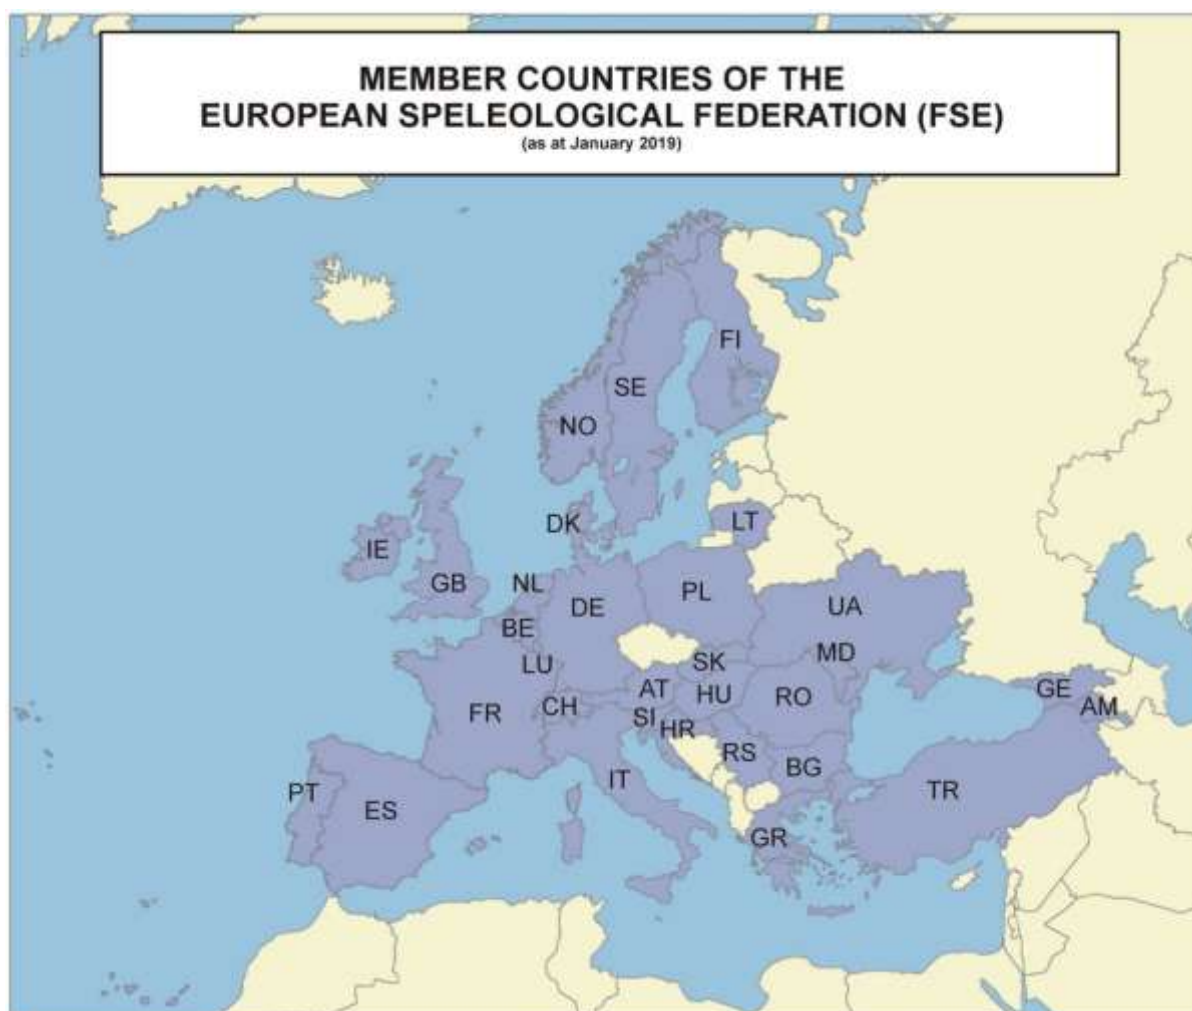 MEMBER COUNTRIES OF THE
EUROPEAN SPELEOLOGICAL FEDERATION (FSE)
(as at January 2019)
FI
SE
NO
DK
LT
IE
GB
NL
DE
PL
UA
BE
MD
LU
SK
AT
HU
RO
GE
CH
AM
FR
SI
HR
RS
BG
IT
TR
PT
ES
GR